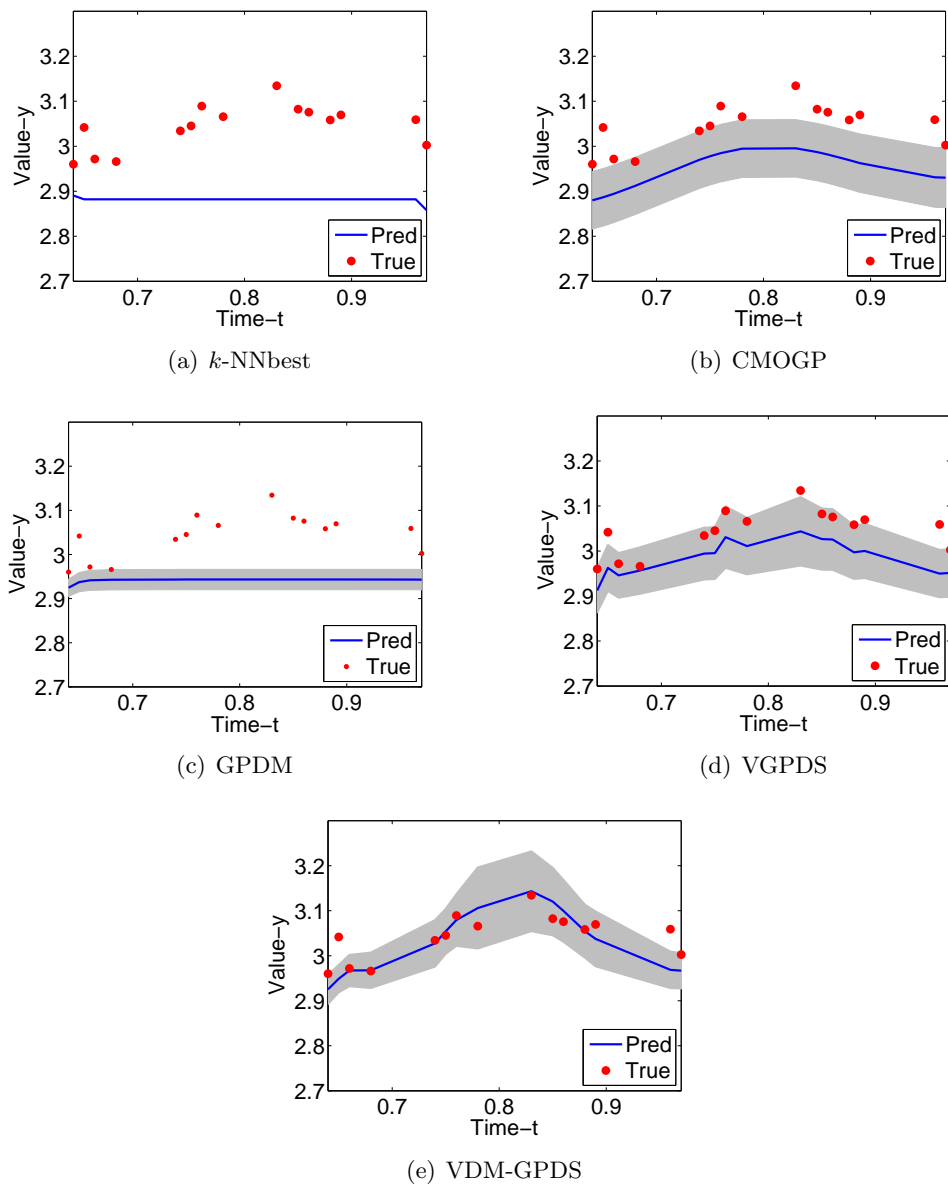 3.2
3.1
3
2.9
2.8
2.7
Value−y
0.7 0.8 0.9
Time−t
Pred
True
(a) k-NNbest
3.2
3.1
3
2.9
2.8
2.7
Value−y
0.7 0.8 0.9
Time−t
Pred
True
(b) CMOGP
3.2
3.1
3
2.9
2.8
2.7
Value−y
0.7 0.8 0.9
Time−t
Pred
True
(c) GPDM
3.2
3.1
3
2.9
2.8
2.7
Value−y
0.7 0.8 0.9
Time−t
Pred
True
(d) VGPDS
3.2
3.1
3
2.9
2.8
2.7
Value−y
0.7 0.8 0.9
Time−t
Pred
True
(e) VDM-GPDS